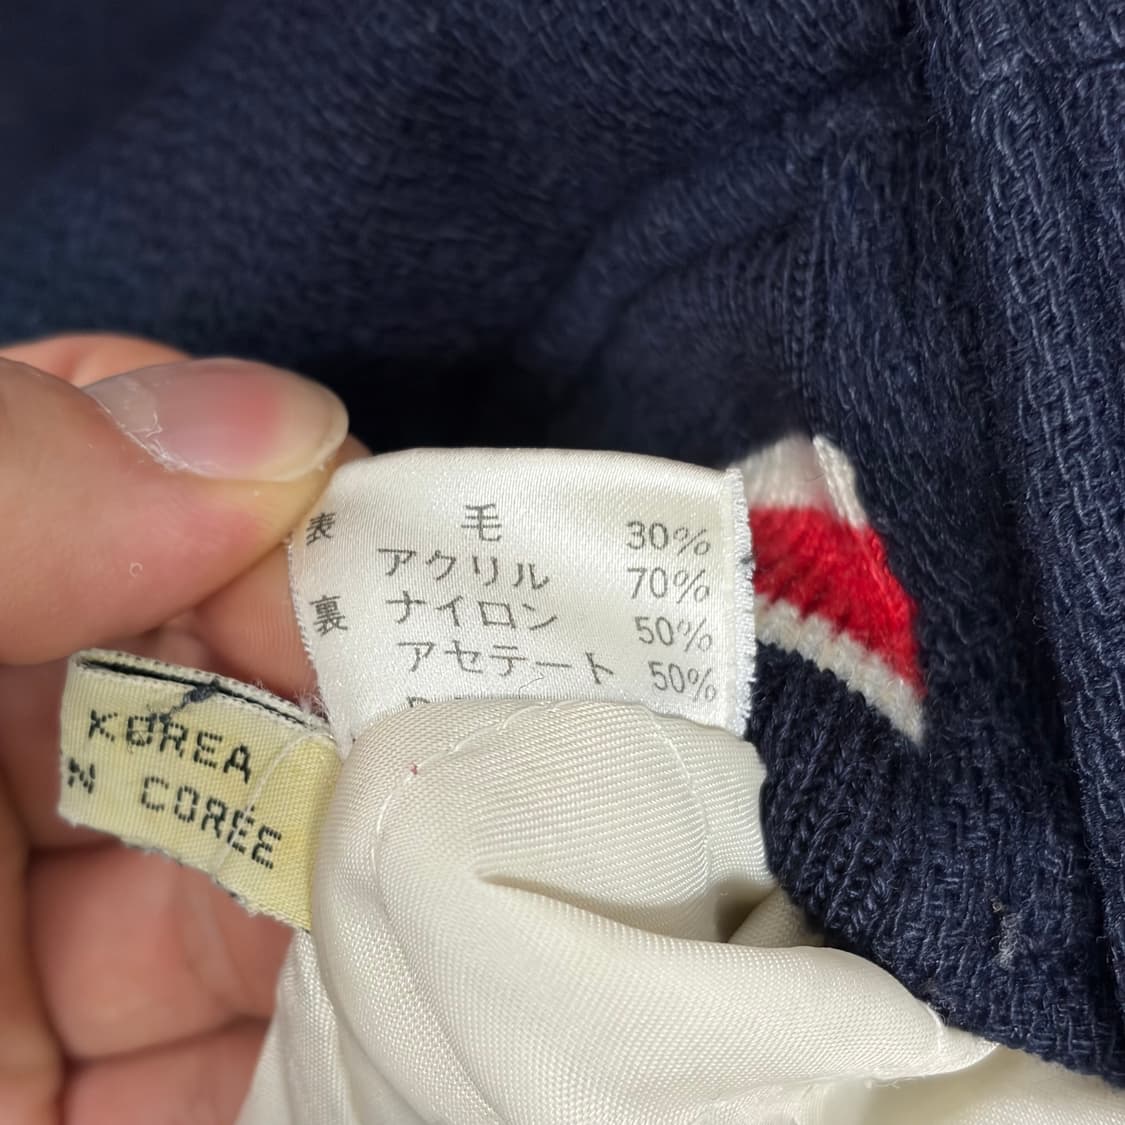 表 毛 30%
アクリル 70%
裏 ナイロン 50%
アセテート 50%
KOREA
N CORÉE